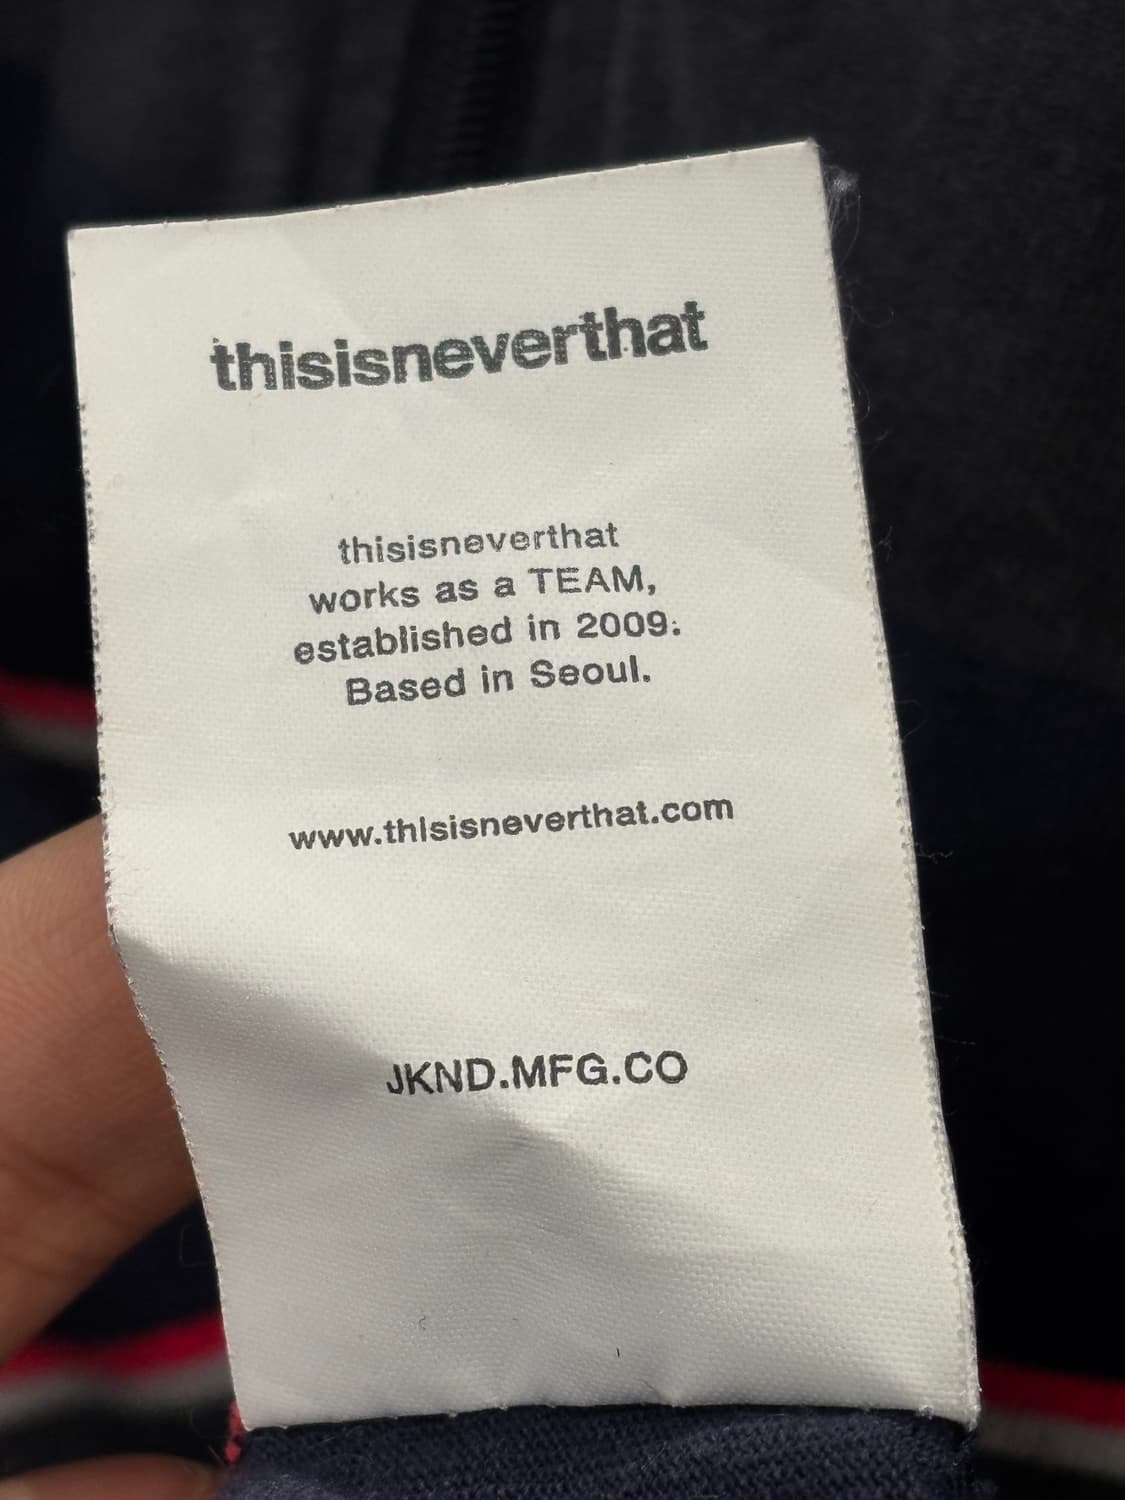 thisisneverthat
thisisneverthat
works as a TEAM,
established in 2009.
Based in Seoul.
www.thisisneverthat.com
JKND.MFG.CO